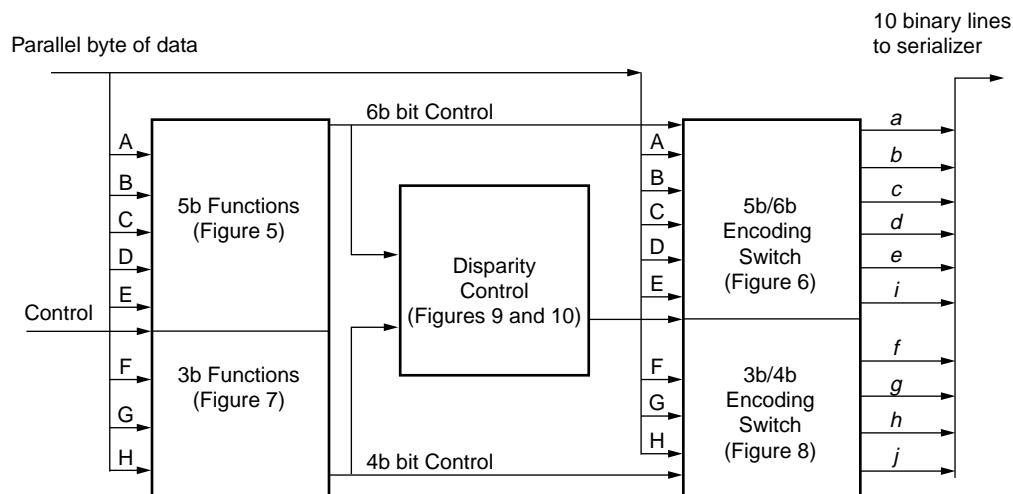 10 binary lines
to serializer
Parallel byte of data
6b bit Control
A
B
C
D
E
Control
F
G
H
5b Functions
(Figure 5)
3b Functions
(Figure 7)
Disparity
Control
(Figures 9 and 10)
4b bit Control
A
B
C
D
E
F
G
H
5b/6b
Encoding
Switch
(Figure 6)
3b/4b
Encoding
Switch
(Figure 8)
a
b
c
d
e
i
f
g
h
j